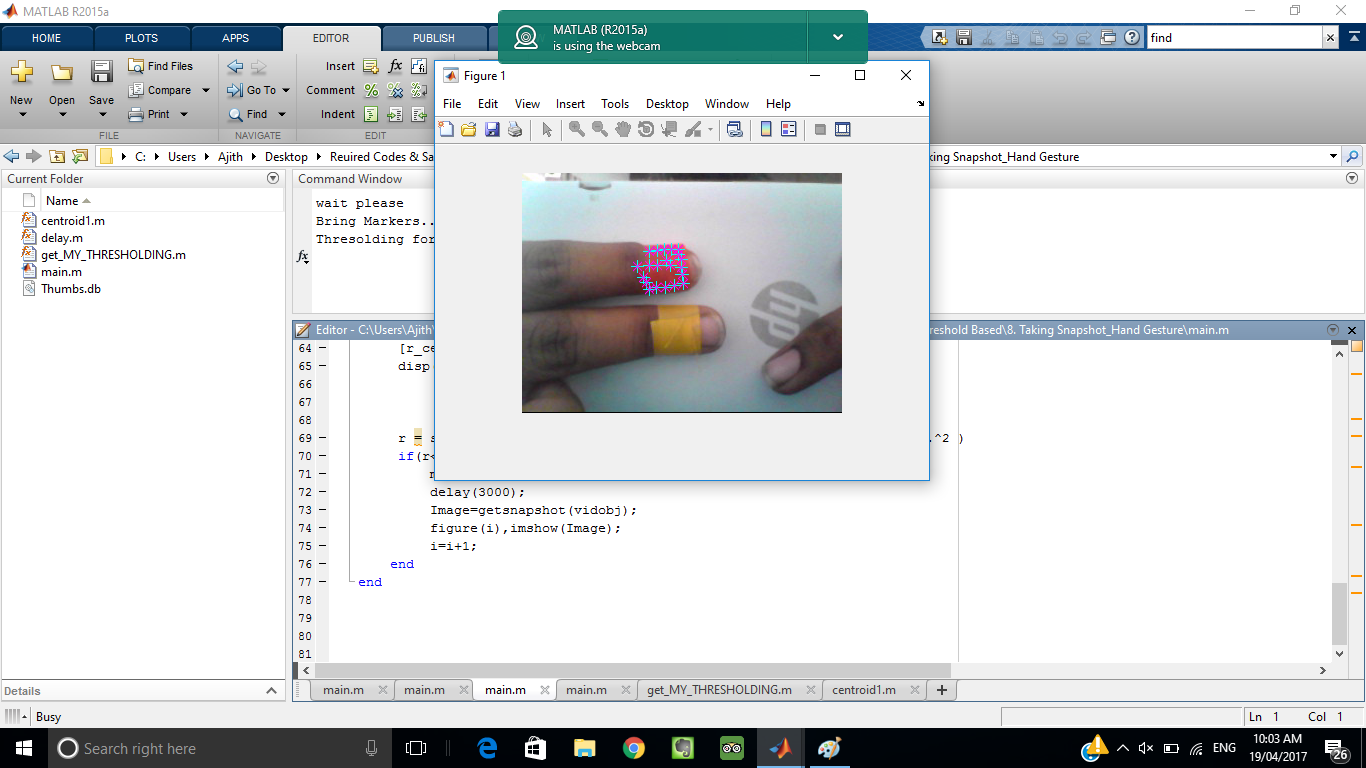 MATLAB R2015a
MATLAB (R2015a)
is using the webcam
HOME PLOTS APPS EDITOR PUBLISH
find
New Open Save
Find Files
Compare
Print
Insert
Comment
Indent
Go To
Find
FILE NAVIGATE EDIT
Figure 1
File Edit View Insert Tools Desktop Window Help
C: Users Ajith Desktop Reuired Codes & Sa
king Snapshot_Hand Gesture
Current Folder
Name
centroid1.m
delay.m
get_MY_THRESHOLDING.m
main.m
Thumbs.db
Details
Command Window
wait please
Bring Markers..
Thresolding for
fx
hp
Editor - C:\Users\Ajith\
reshold Based\8. Taking Snapshot_Hand Gesture\main.m
64 [r_ce
65 disp
66
67
68
69 r = s .^2 )
70 if(r<
71
72 delay(3000);
73 Image=getsnapshot(vidobj);
74 figure(i),imshow(Image);
75 i=i+1;
76 end
77 end
78
79
80
81
main.m main.m main.m main.m get_MY_THRESHOLDING.m centroid1.m
Busy
Ln 1 Col 1
Search right here
ENG
10:03 AM
19/04/2017
26